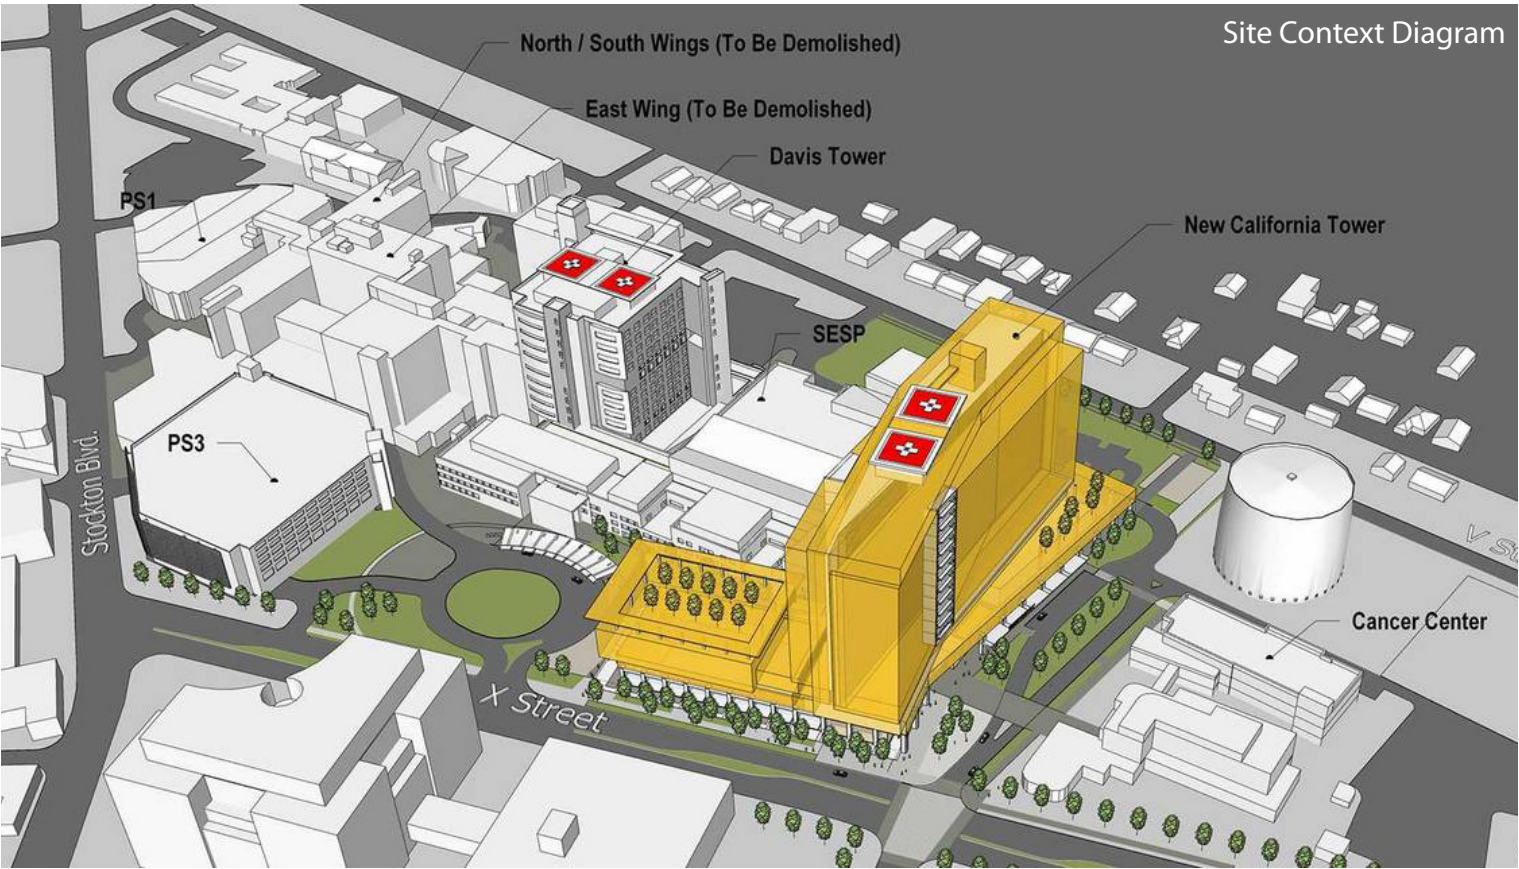 Site Context Diagram
North / South Wings (To Be Demolished)
East Wing (To Be Demolished)
Davis Tower
PS1
New California Tower
SESP
PS3
Stockton Blvd.
V St
Cancer Center
X Street